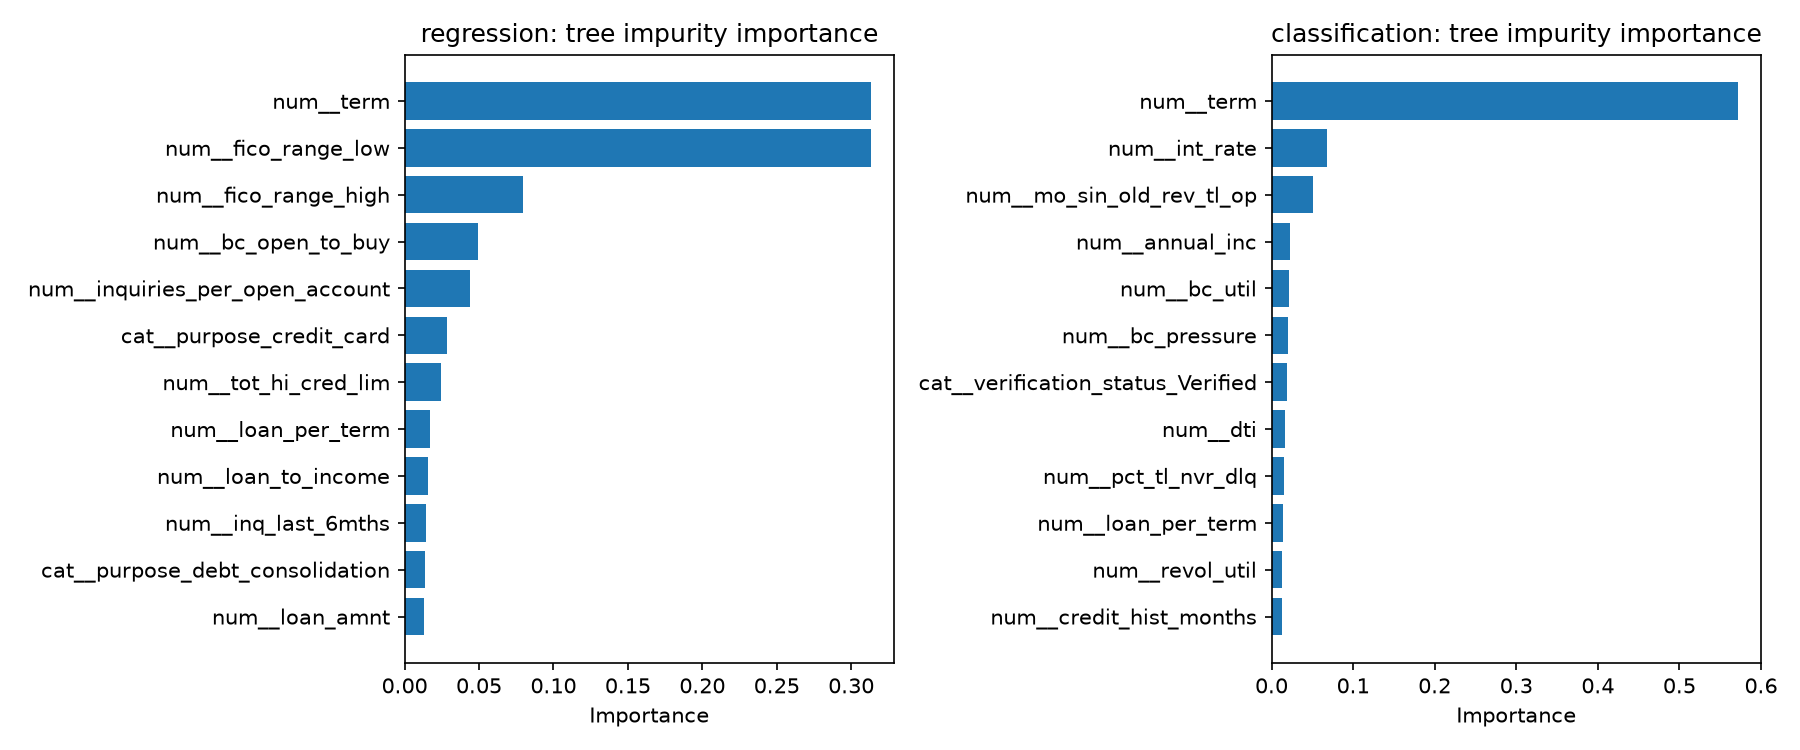 regression: tree impurity importance
num__term
num__fico_range_low
num__fico_range_high
num__bc_open_to_buy
num__inquiries_per_open_account
cat__purpose_credit_card
num__tot_hi_cred_lim
num__loan_per_term
num__loan_to_income
num__inq_last_6mths
cat__purpose_debt_consolidation
num__loan_amnt
0.00 0.05 0.10 0.15 0.20 0.25 0.30
Importance
classification: tree impurity importance
num__term
num__int_rate
num__mo_sin_old_rev_tl_op
num__annual_inc
num__bc_util
num__bc_pressure
cat__verification_status_Verified
num__dti
num__pct_tl_nvr_dlq
num__loan_per_term
num__revol_util
num__credit_hist_months
0.0 0.1 0.2 0.3 0.4 0.5 0.6
Importance